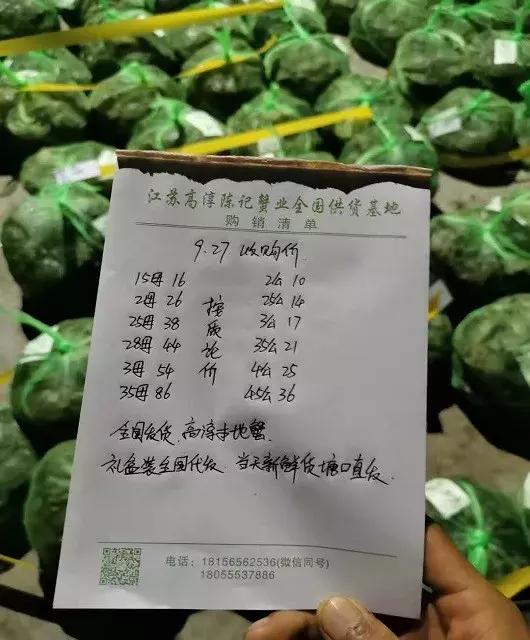 江苏高淳陈记蟹业全国供货基地
购销清单
9.27 收购价
15母 16 2公 10
2母 26 25公 14
25母 38 3公 17
28母 44 35公 21
3母 54 4公 25
35母 86 45公 36
按质论价
全国发货、高淳本地蟹
礼盒装全国代发 当天新鲜货塘口直发.
电话：18156562536(微信同号)
18055537886